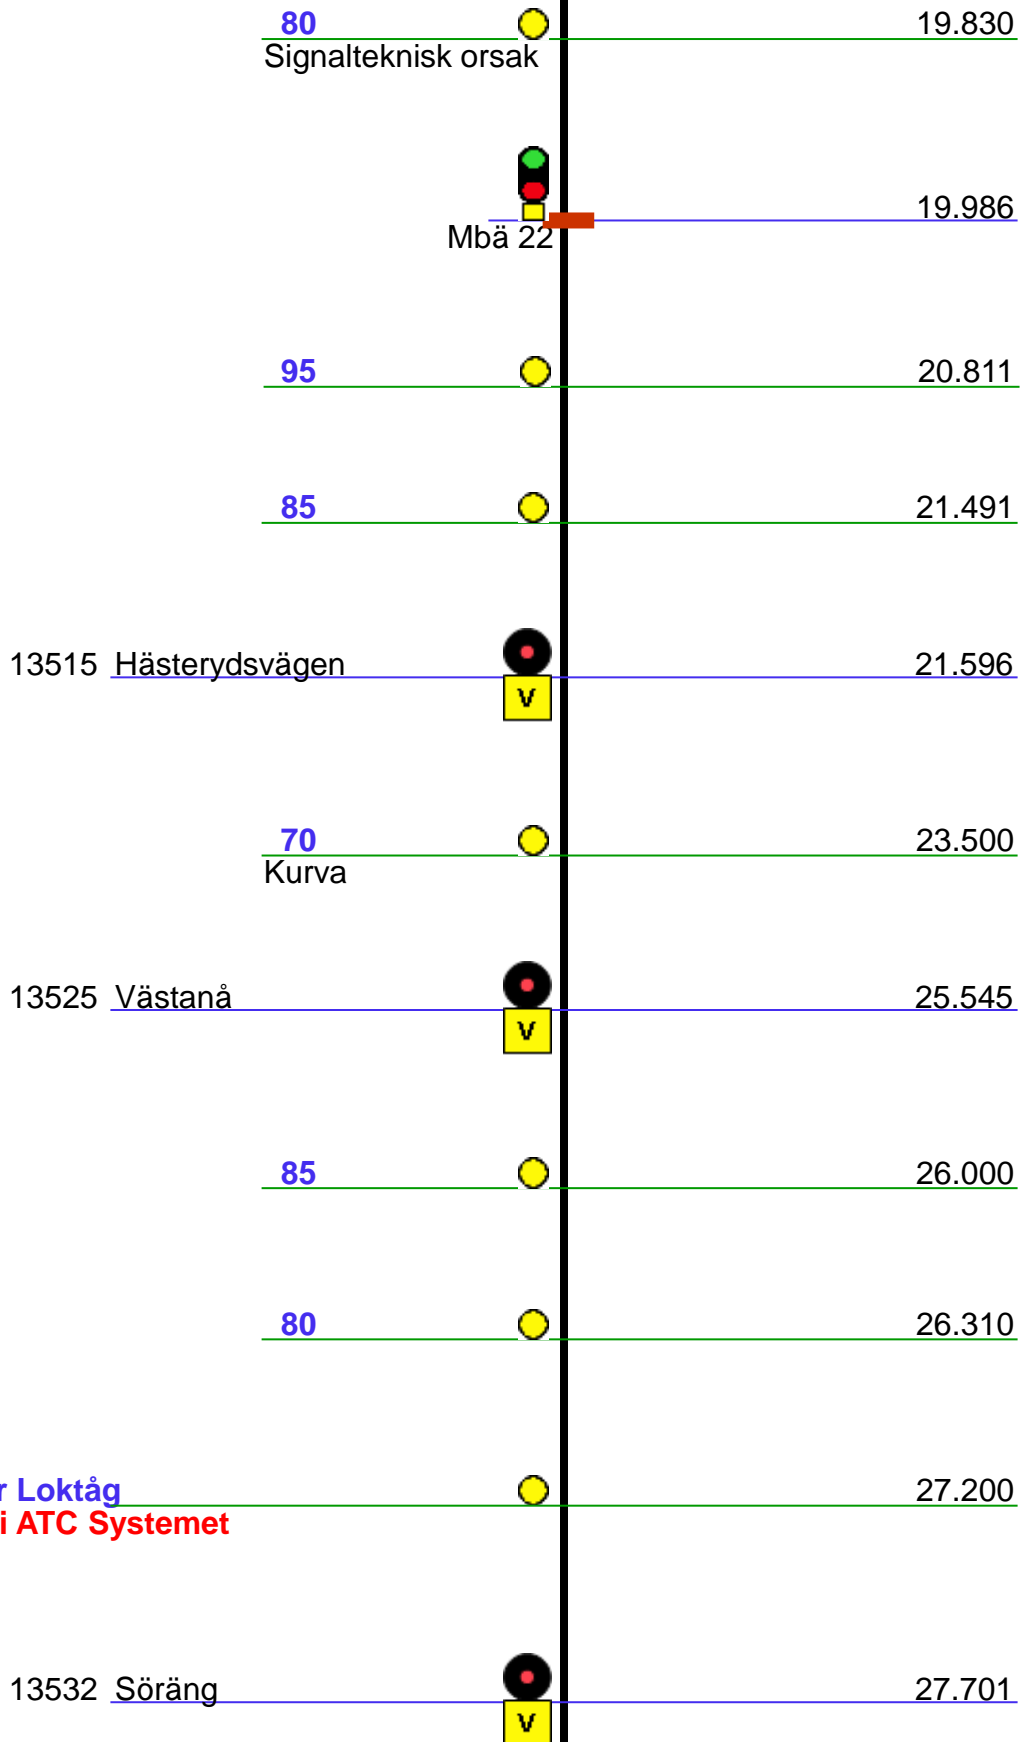 80 19.830
Signalteknisk orsak
19.986
Mbä 22
95 20.811
85 21.491
13515 Hästerydsvägen 21.596
V
70 23.500
Kurva
13525 Västanå 25.545
V
85 26.000
80 26.310
r Loktåg 27.200
i ATC Systemet
13532 Söräng 27.701
V